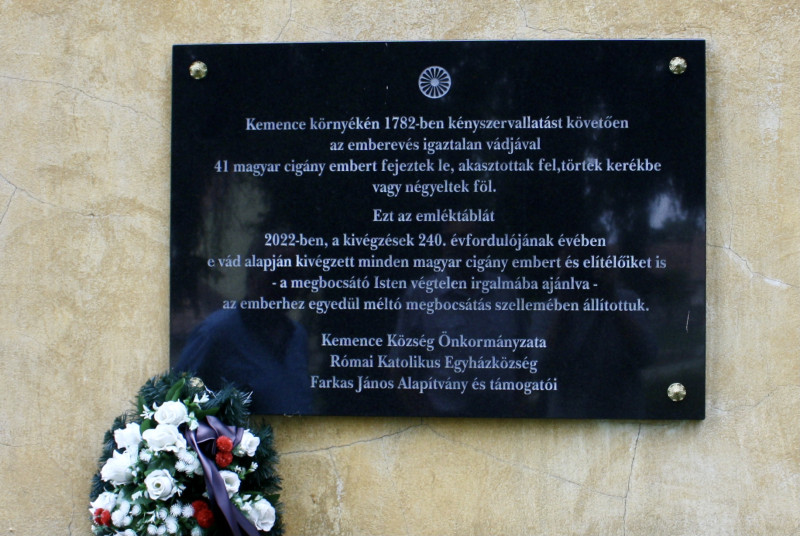 Kemence környékén 1782-ben kényszervallatást követően
az emberevés igaztalan vádjával
41 magyar cigány embert fejeztek le, akasztottak fel,törtek kerékbe
vagy négyeltek föl.
Ezt az emléktáblát
2022-ben, a kivégzések 240. évfordulójának évében
e vád alapján kivégzett minden magyar cigány embert és elítélőiket is
- a megbocsátó Isten végtelen irgalmába ajánlva -
az emberhez egyedül méltó megbocsátás szellemében állítottuk.
Kemence Község Önkormányzata
Római Katolikus Egyházközség
Farkas János Alapítvány és támogatói